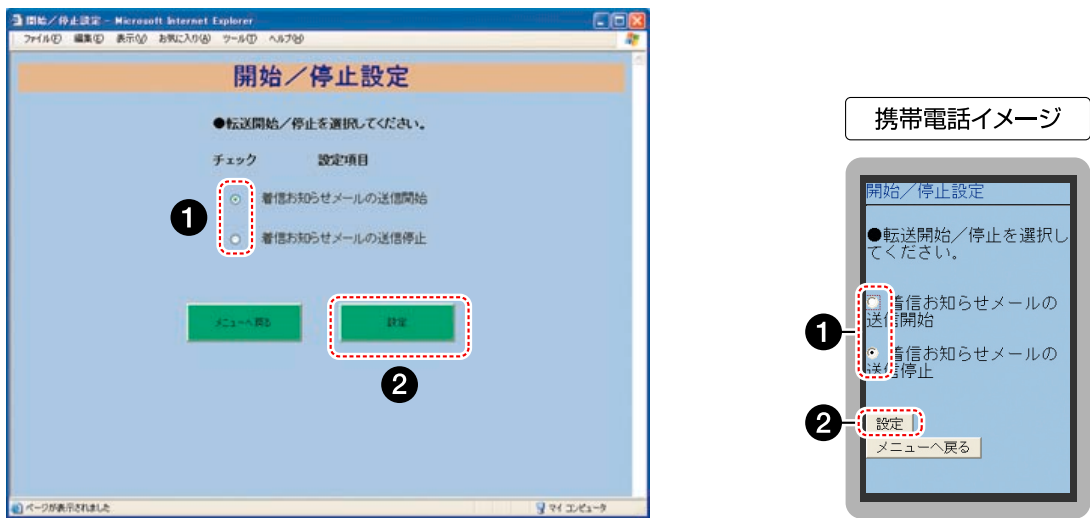 開始／停止設定 - Microsoft Internet Explorer
ファイル(F) 編集(E) 表示(V) お気に入り(A) ツール(T) ヘルプ(H)
開始／停止設定
●転送開始／停止を選択してください。
チェック 設定項目
1
着信お知らせメールの送信開始
着信お知らせメールの送信停止
メニューへ戻る 設定
2
ページが表示されました マイ コンピュータ
携帯電話イメージ
開始／停止設定
●転送開始／停止を選択し
てください。
1
着信お知らせメールの
送信開始
着信お知らせメールの
送信停止
2
設定
メニューへ戻る